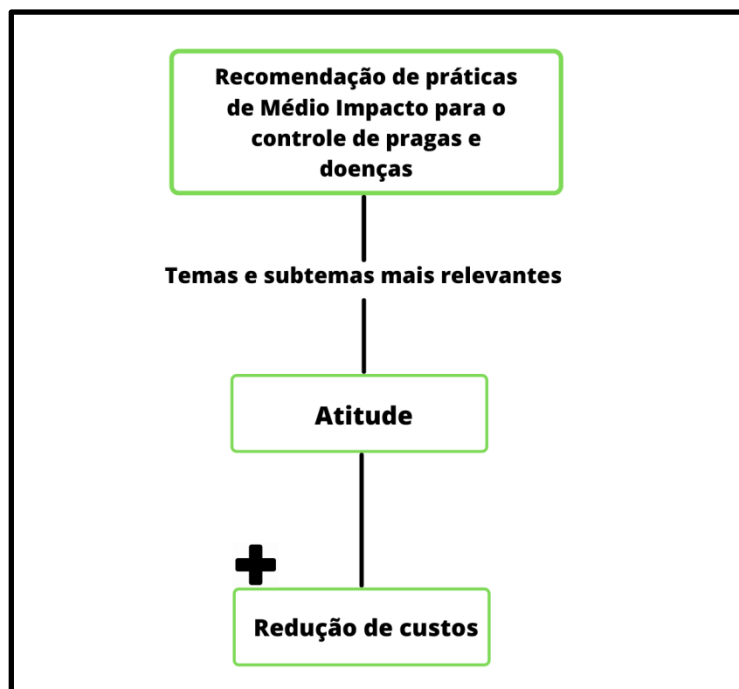 Recomendação de práticas
de Médio Impacto para o
controle de pragas e
doenças
Temas e subtemas mais relevantes
Atitude
Redução de custos